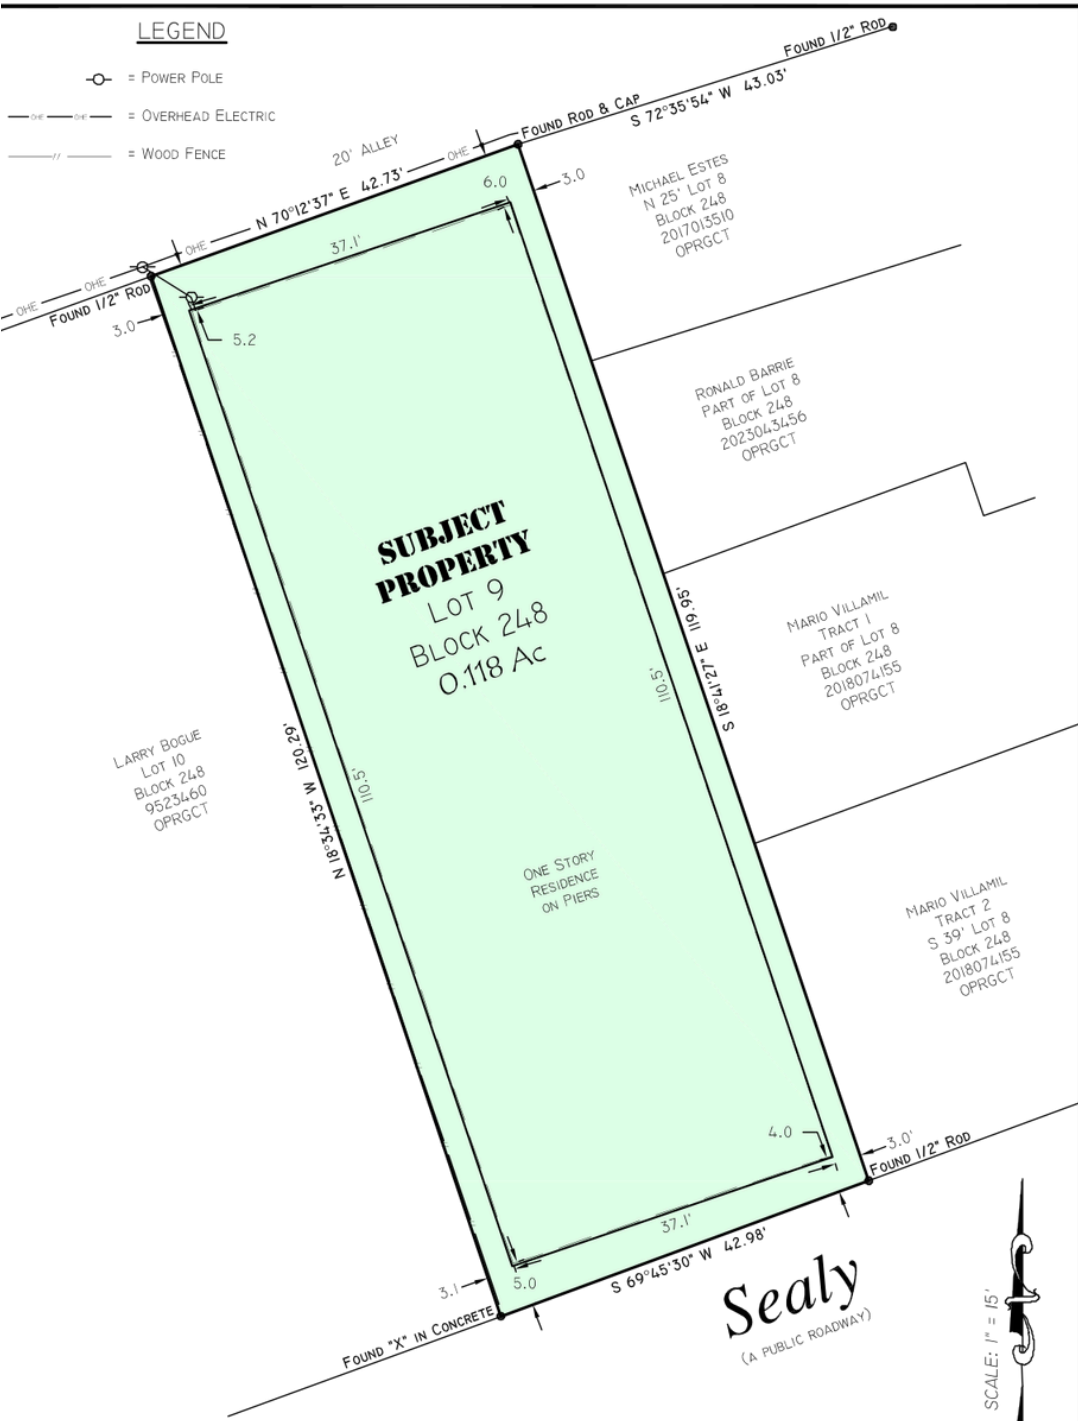 LEGEND
= POWER POLE
OHE OHE = OVERHEAD ELECTRIC
// = WOOD FENCE
FOUND 1/2" ROD
S 72°35'54" W 43.03'
FOUND ROD & CAP
20' ALLEY
OHE
N 70°12'37" E 42.73'
OHE
OHE
OHE
FOUND 1/2" ROD
3.0
6.0
3.0
37.1'
5.2
MICHAEL ESTES
N 25' LOT 8
BLOCK 248
2017013510
OPRGCT
RONALD BARRIE
PART OF LOT 8
BLOCK 248
2023043456
OPRGCT
SUBJECT
PROPERTY
LOT 9
BLOCK 248
0.118 AC
S 18°41'27" E 119.95'
110.5'
MARIO VILLAMIL
TRACT 1
PART OF LOT 8
BLOCK 248
2018074155
OPRGCT
LARRY BOGUE
LOT 10
BLOCK 248
9523460
OPRGCT
N 18°34'33" W 120.29'
110.5'
ONE STORY
RESIDENCE
ON PIERS
MARIO VILLAMIL
TRACT 2
S 39' LOT 8
BLOCK 248
2018074155
OPRGCT
4.0
3.0'
FOUND 1/2" ROD
37.1'
S 69°45'30" W 42.98'
5.0
3.1
FOUND "X" IN CONCRETE
Sealy
(A PUBLIC ROADWAY)
SCALE: 1" = 15'